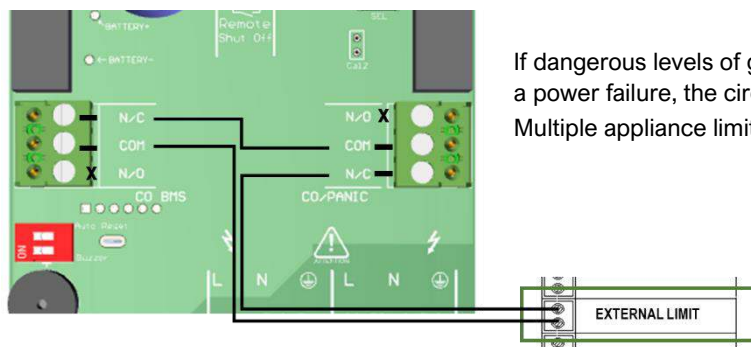 BATTERY+
BATTERY-
Remote
Shut Off
SEL
Cal2
If dangerous levels of g
a power failure, the cir
Multiple appliance limit
N/C
COM
N/O
X
CO BMS
N/O
X
COM
N/C
CO/PANIC
Auto Reset
Buzzer
ON
L N L N
EXTERNAL LIMIT